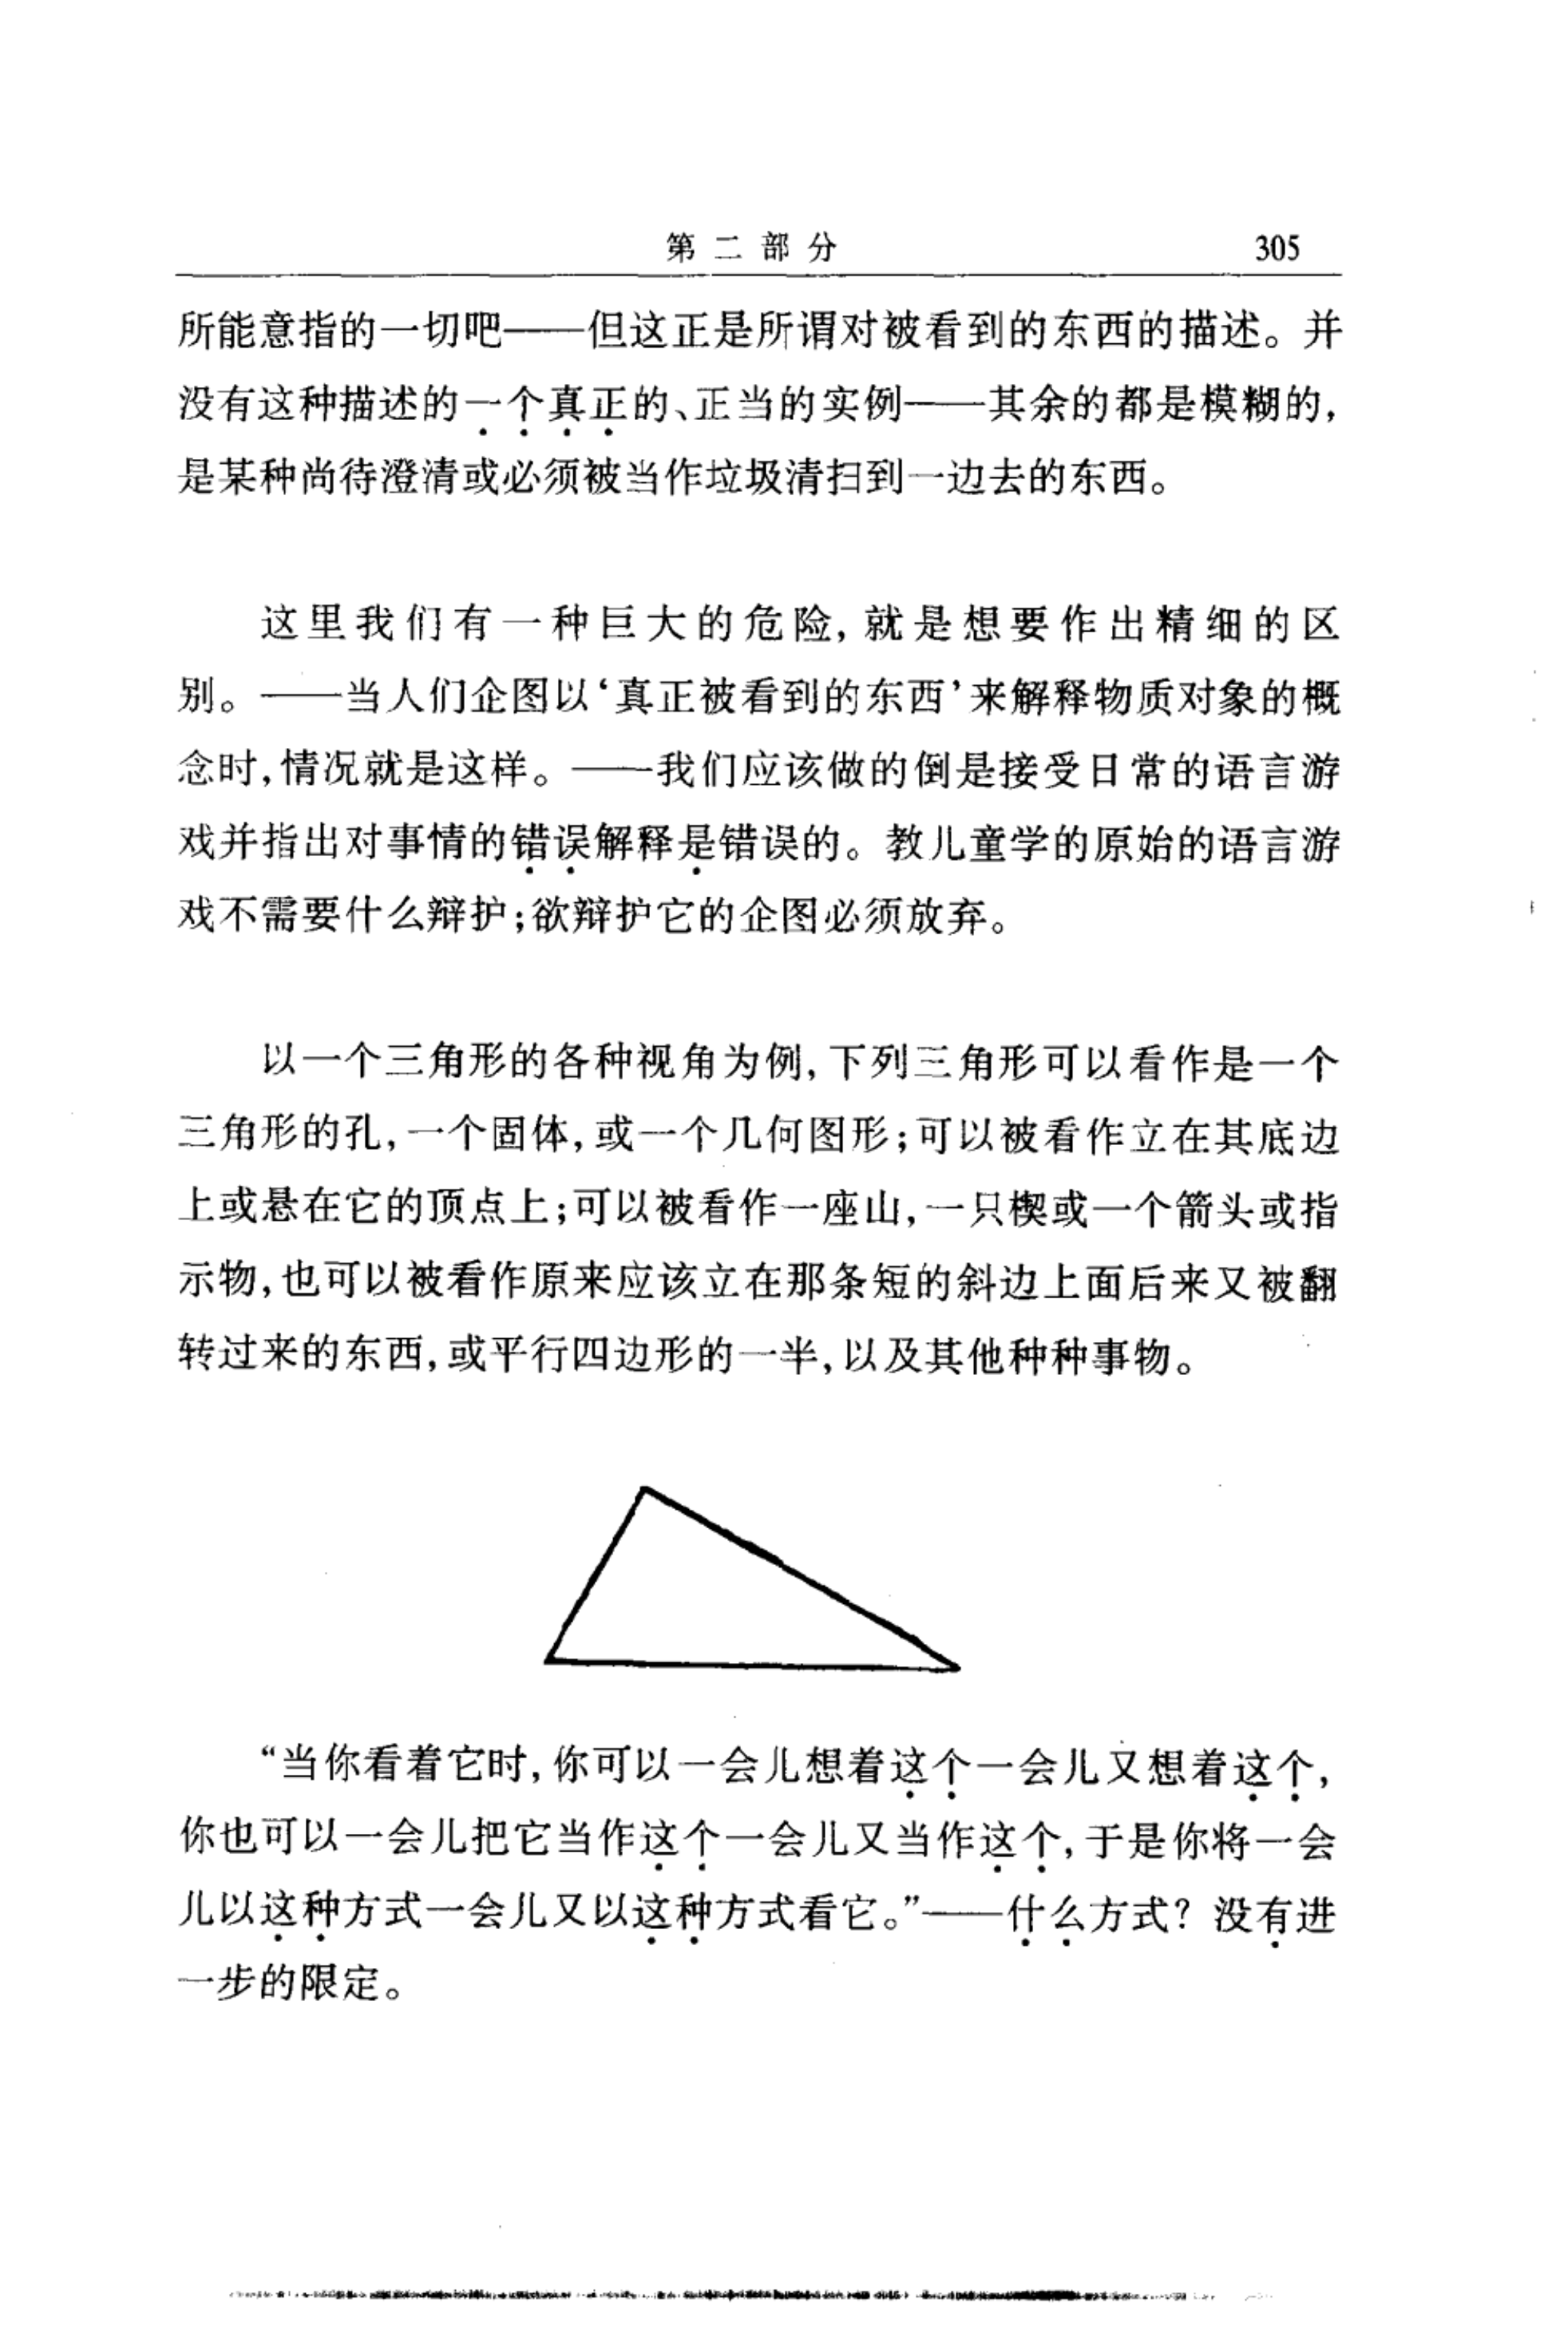 第二部分 305
所能意指的一切吧——但这正是所谓对被看到的东西的描述。并
没有这种描述的一个真正的、正当的实例——其余的都是模糊的,
是某种尚待澄清或必须被当作垃圾清扫到一边去的东西。
这里我们有一种巨大的危险,就是想要作出精细的区
别。——当人们企图以‘真正被看到的东西’来解释物质对象的概
念时,情况就是这样。——我们应该做的倒是接受日常的语言游
戏并指出对事情的错误解释是错误的。教儿童学的原始的语言游
戏不需要什么辩护;欲辩护它的企图必须放弃。
以一个三角形的各种视角为例,下列三角形可以看作是一个
三角形的孔,一个固体,或一个几何图形;可以被看作立在其底边
上或悬在它的顶点上;可以被看作一座山,一只楔或一个箭头或指
示物,也可以被看作原来应该立在那条短的斜边上面后来又被翻
转过来的东西,或平行四边形的一半,以及其他种种事物。
“当你看着它时,你可以一会儿想着这个一会儿又想着这个,
你也可以一会儿把它当作这个一会儿又当作这个,于是你将一会
儿以这种方式一会儿又以这种方式看它。”——什么方式?没有进
一步的限定。